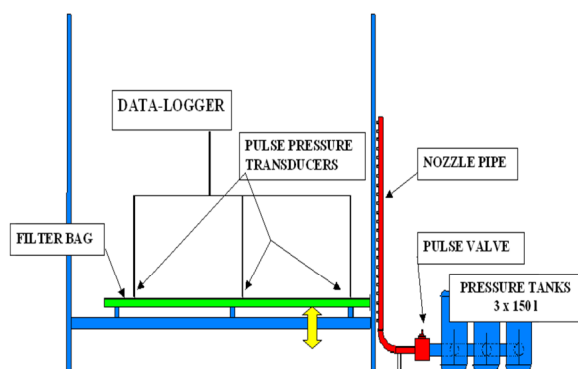 DATA-LOGGER
PULSE PRESSURE
TRANSDUCERS
NOZZLE PIPE
FILTER BAG
PULSE VALVE
PRESSURE TANKS
3 x 150 l